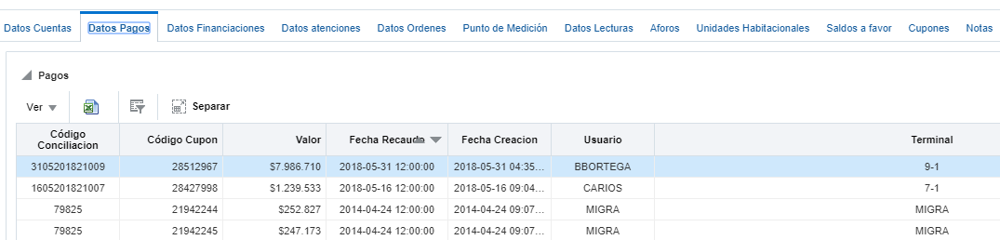 Datos Cuentas Datos Pagos Datos Financiaciones Datos atenciones Datos Ordenes Punto de Medición Datos Lecturas Aforos Unidades Habitacionales Saldos a favor Cupones Notas
Pagos
Ver Separar
Código Conciliacion Código Cupon Valor Fecha Recaudo Fecha Creacion Usuario Terminal
3105201821009 28512967 $7.986.710 2018-05-31 12:00:00 2018-05-31 04:35... BBORTEGA 9-1
1605201821007 28427998 $1.239.533 2018-05-16 12:00:00 2018-05-16 09:04... CARIOS 7-1
79825 21942244 $252.827 2014-04-24 12:00:00 2014-04-24 09:07... MIGRA MIGRA
79825 21942245 $247.173 2014-04-24 12:00:00 2014-04-24 09:07... MIGRA MIGRA